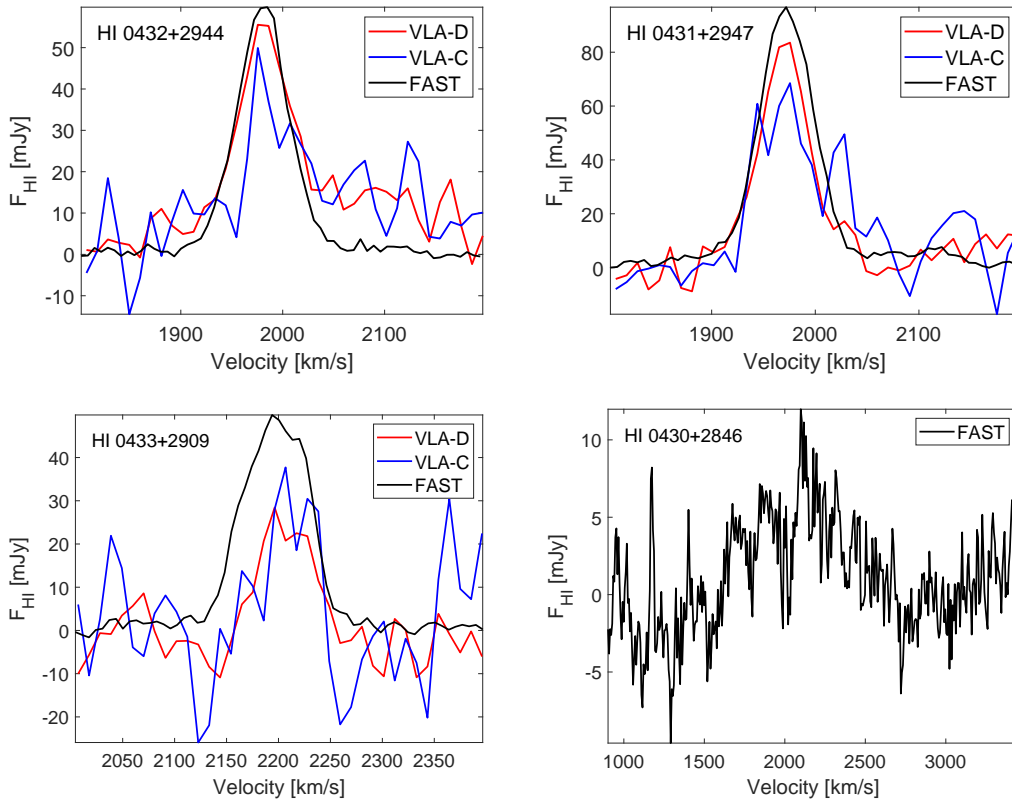 HI 0432+2944
VLA-D
VLA-C
FAST
50
40
30
20
10
0
-10
F_HI [mJy]
1900 2000 2100
Velocity [km/s]
HI 0431+2947
VLA-D
VLA-C
FAST
80
60
40
20
0
F_HI [mJy]
1900 2000 2100
Velocity [km/s]
HI 0433+2909
VLA-D
VLA-C
FAST
40
30
20
10
0
-10
-20
F_HI [mJy]
2050 2100 2150 2200 2250 2300 2350
Velocity [km/s]
HI 0430+2846
FAST
10
5
0
-5
F_HI [mJy]
1000 1500 2000 2500 3000
Velocity [km/s]